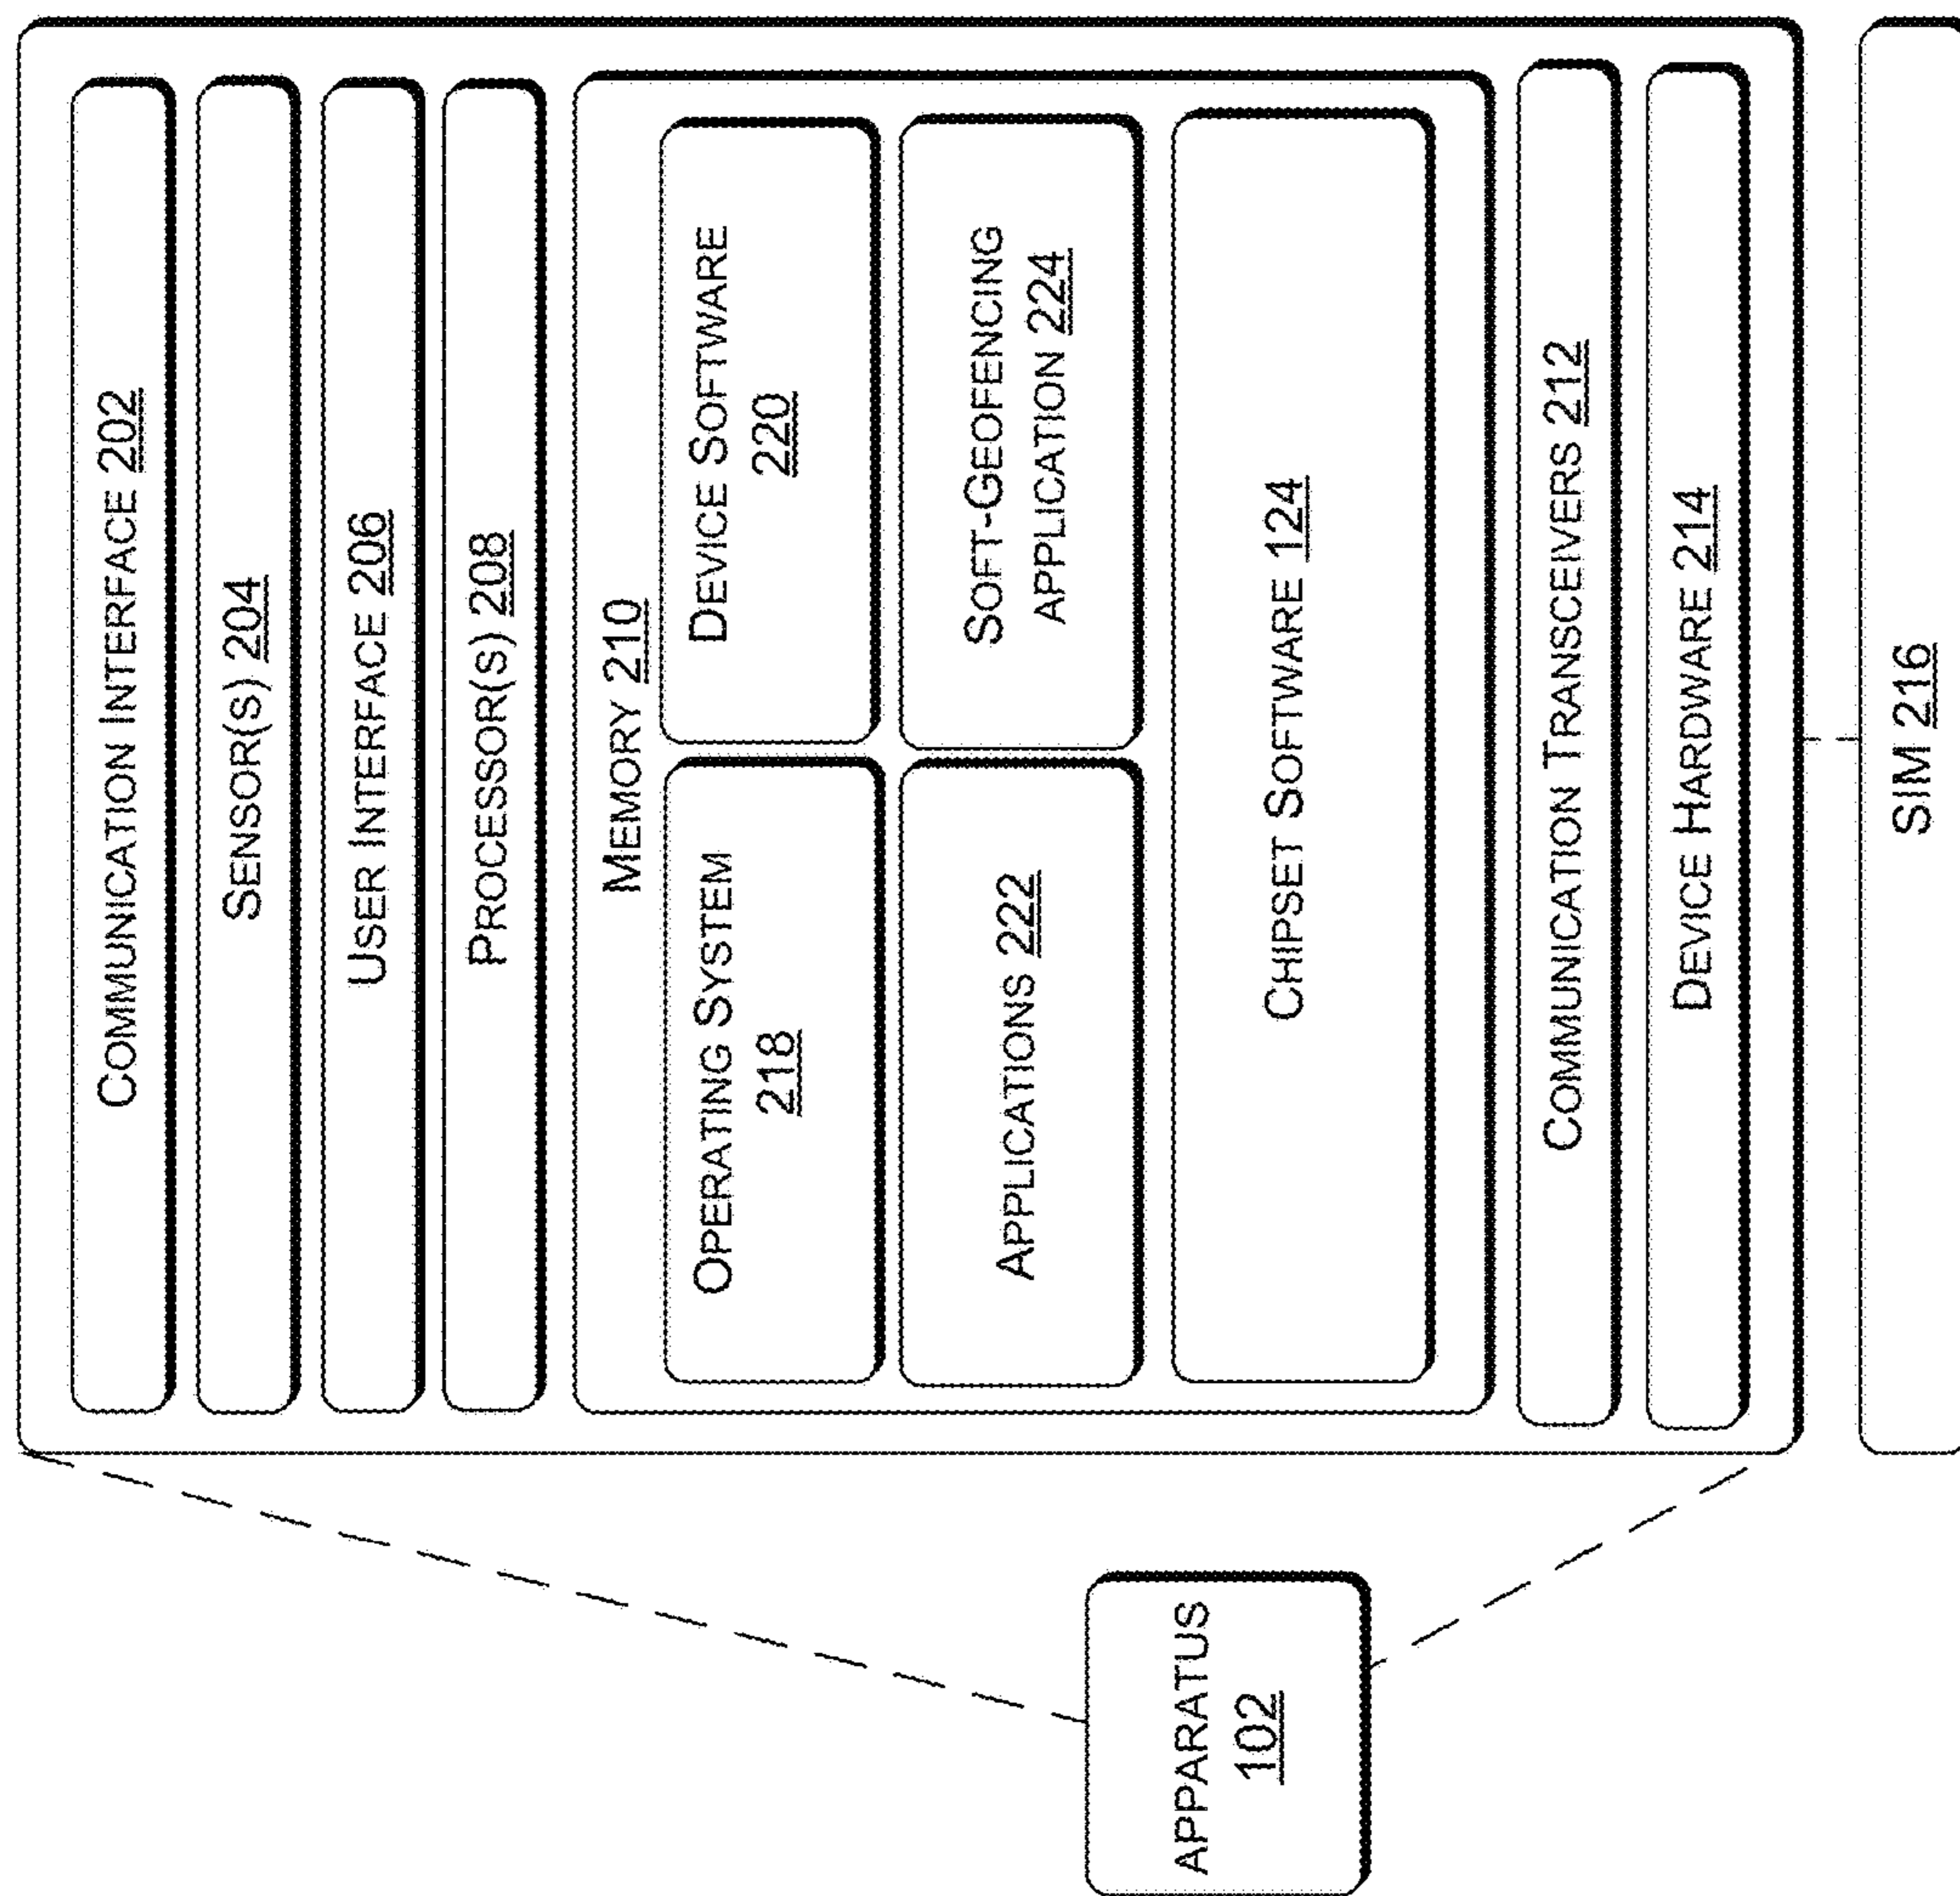 COMMUNICATION INTERFACE 202
SENSOR(S) 204
USER INTERFACE 206
PROCESSOR(S) 208
MEMORY 210
OPERATING SYSTEM
218
DEVICE SOFTWARE
220
APPLICATIONS 222
SOFT-GEOFENCING
APPLICATION 224
CHIPSET SOFTWARE 124
COMMUNICATION TRANSCEIVERS 212
DEVICE HARDWARE 214
SIM 216
APPARATUS
102